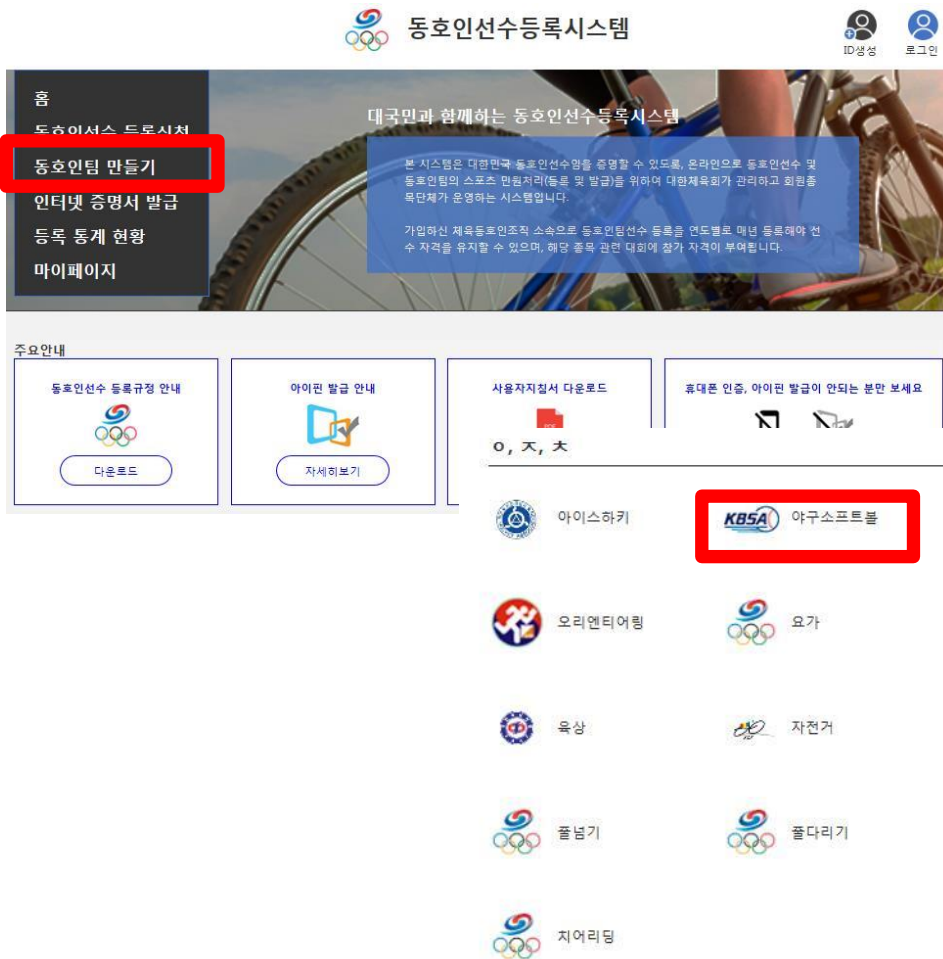 동호인선수등록시스템
ID생성
로그인
홈
동호인선수 등록신청
동호인팀 만들기
인터넷 증명서 발급
등록 통계 현황
마이페이지
대국민과 함께하는 동호인선수등록시스템
본 시스템은 대한민국 동호인선수임을 증명할 수 있도록, 온라인으로 동호인선수 및
동호인팀의 스포츠 민원처리(등록 및 발급)을 위하여 대한체육회가 관리하고 회원종
목단체가 운영하는 시스템입니다.
가입하신 체육동호인조직 소속으로 동호인팀선수 등록을 연도별로 매년 등록해야 선
수 자격을 유지할 수 있으며, 해당 종목 관련 대회에 참가 자격이 부여됩니다.
주요안내
동호인선수 등록규정 안내
다운로드
아이핀 발급 안내
자세히보기
사용자지침서 다운로드
PDF
휴대폰 인증, 아이핀 발급이 안되는 분만 보세요
ㅇ, ㅈ, ㅊ
아이스하키
KBSA 야구소프트볼
오리엔티어링
요가
육상
자전거
줄넘기
줄다리기
치어리딩